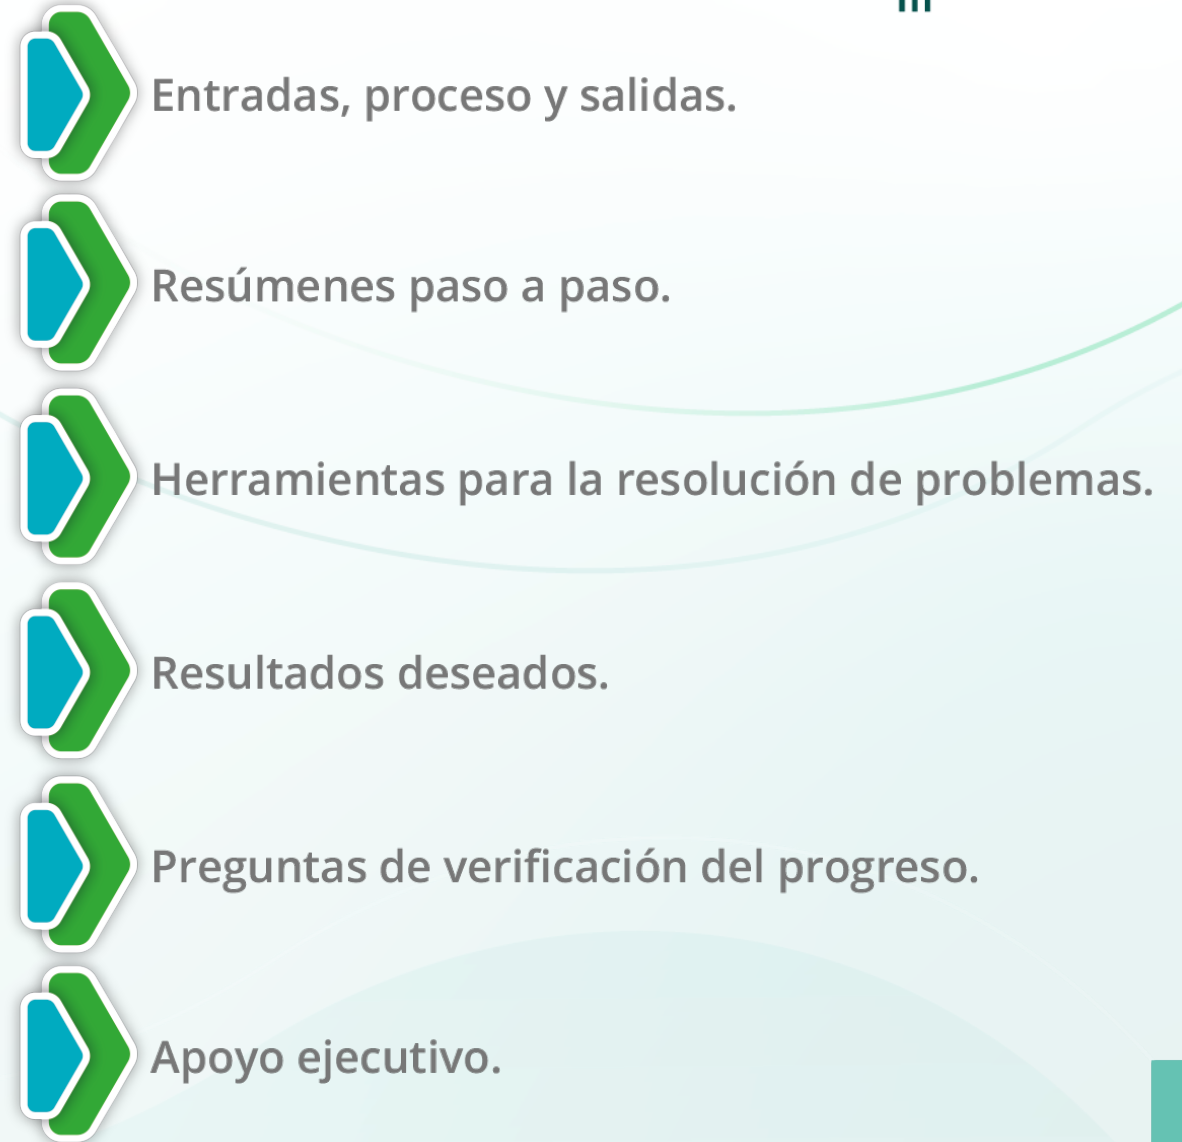 Entradas, proceso y salidas.
Resúmenes paso a paso.
Herramientas para la resolución de problemas.
Resultados deseados.
Preguntas de verificación del progreso.
Apoyo ejecutivo.